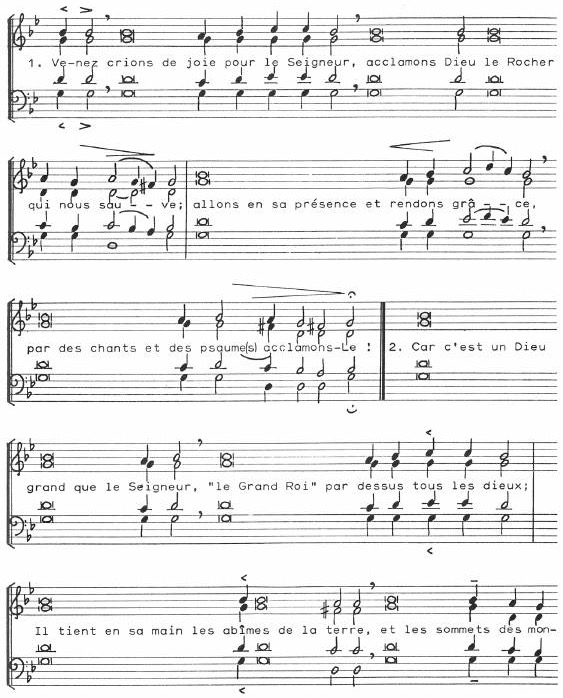 1. Ve-nez crions de joie pour le Seigneur, acclamons Dieu le Rocher
qui nous sau - - ve; allons en sa présence et rendons grâ - - ce,
par des chants et des psaume(s) acclamons-Le ! 2. Car c'est un Dieu
grand que le Seigneur, "le Grand Roi" par dessus tous les dieux;
Il tient en sa main les abîmes de la terre, et les sommets des mon-